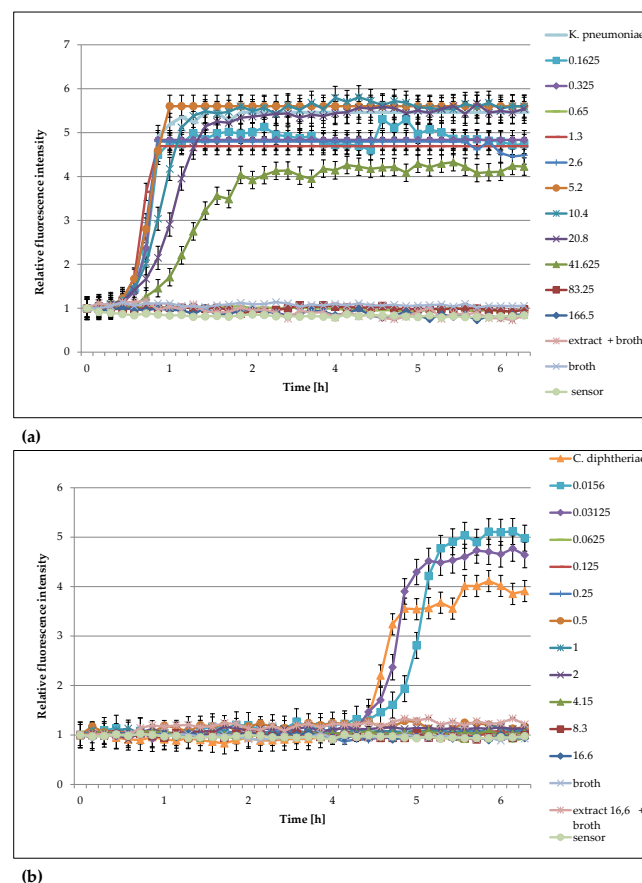 7
6
5
4
3
2
1
0
Relative fluorescence intensity
0 1 2 4 5 6
Time [h]
K. pneumoniae
0.1625
0.325
0.65
1.3
2.6
5.2
10.4
20.8
41.625
83.25
166.5
extract + broth
broth
sensor
(a)
6
5
4
3
2
1
0
Relative fluorescence intensity
0 1 2 4 5 6
Time [h]
C. diphtheriae
0.0156
0.03125
0.0625
0.125
0.25
0.5
1
2
4.15
8.3
16.6
broth
extract 16,6 +
broth
sensor
(b)